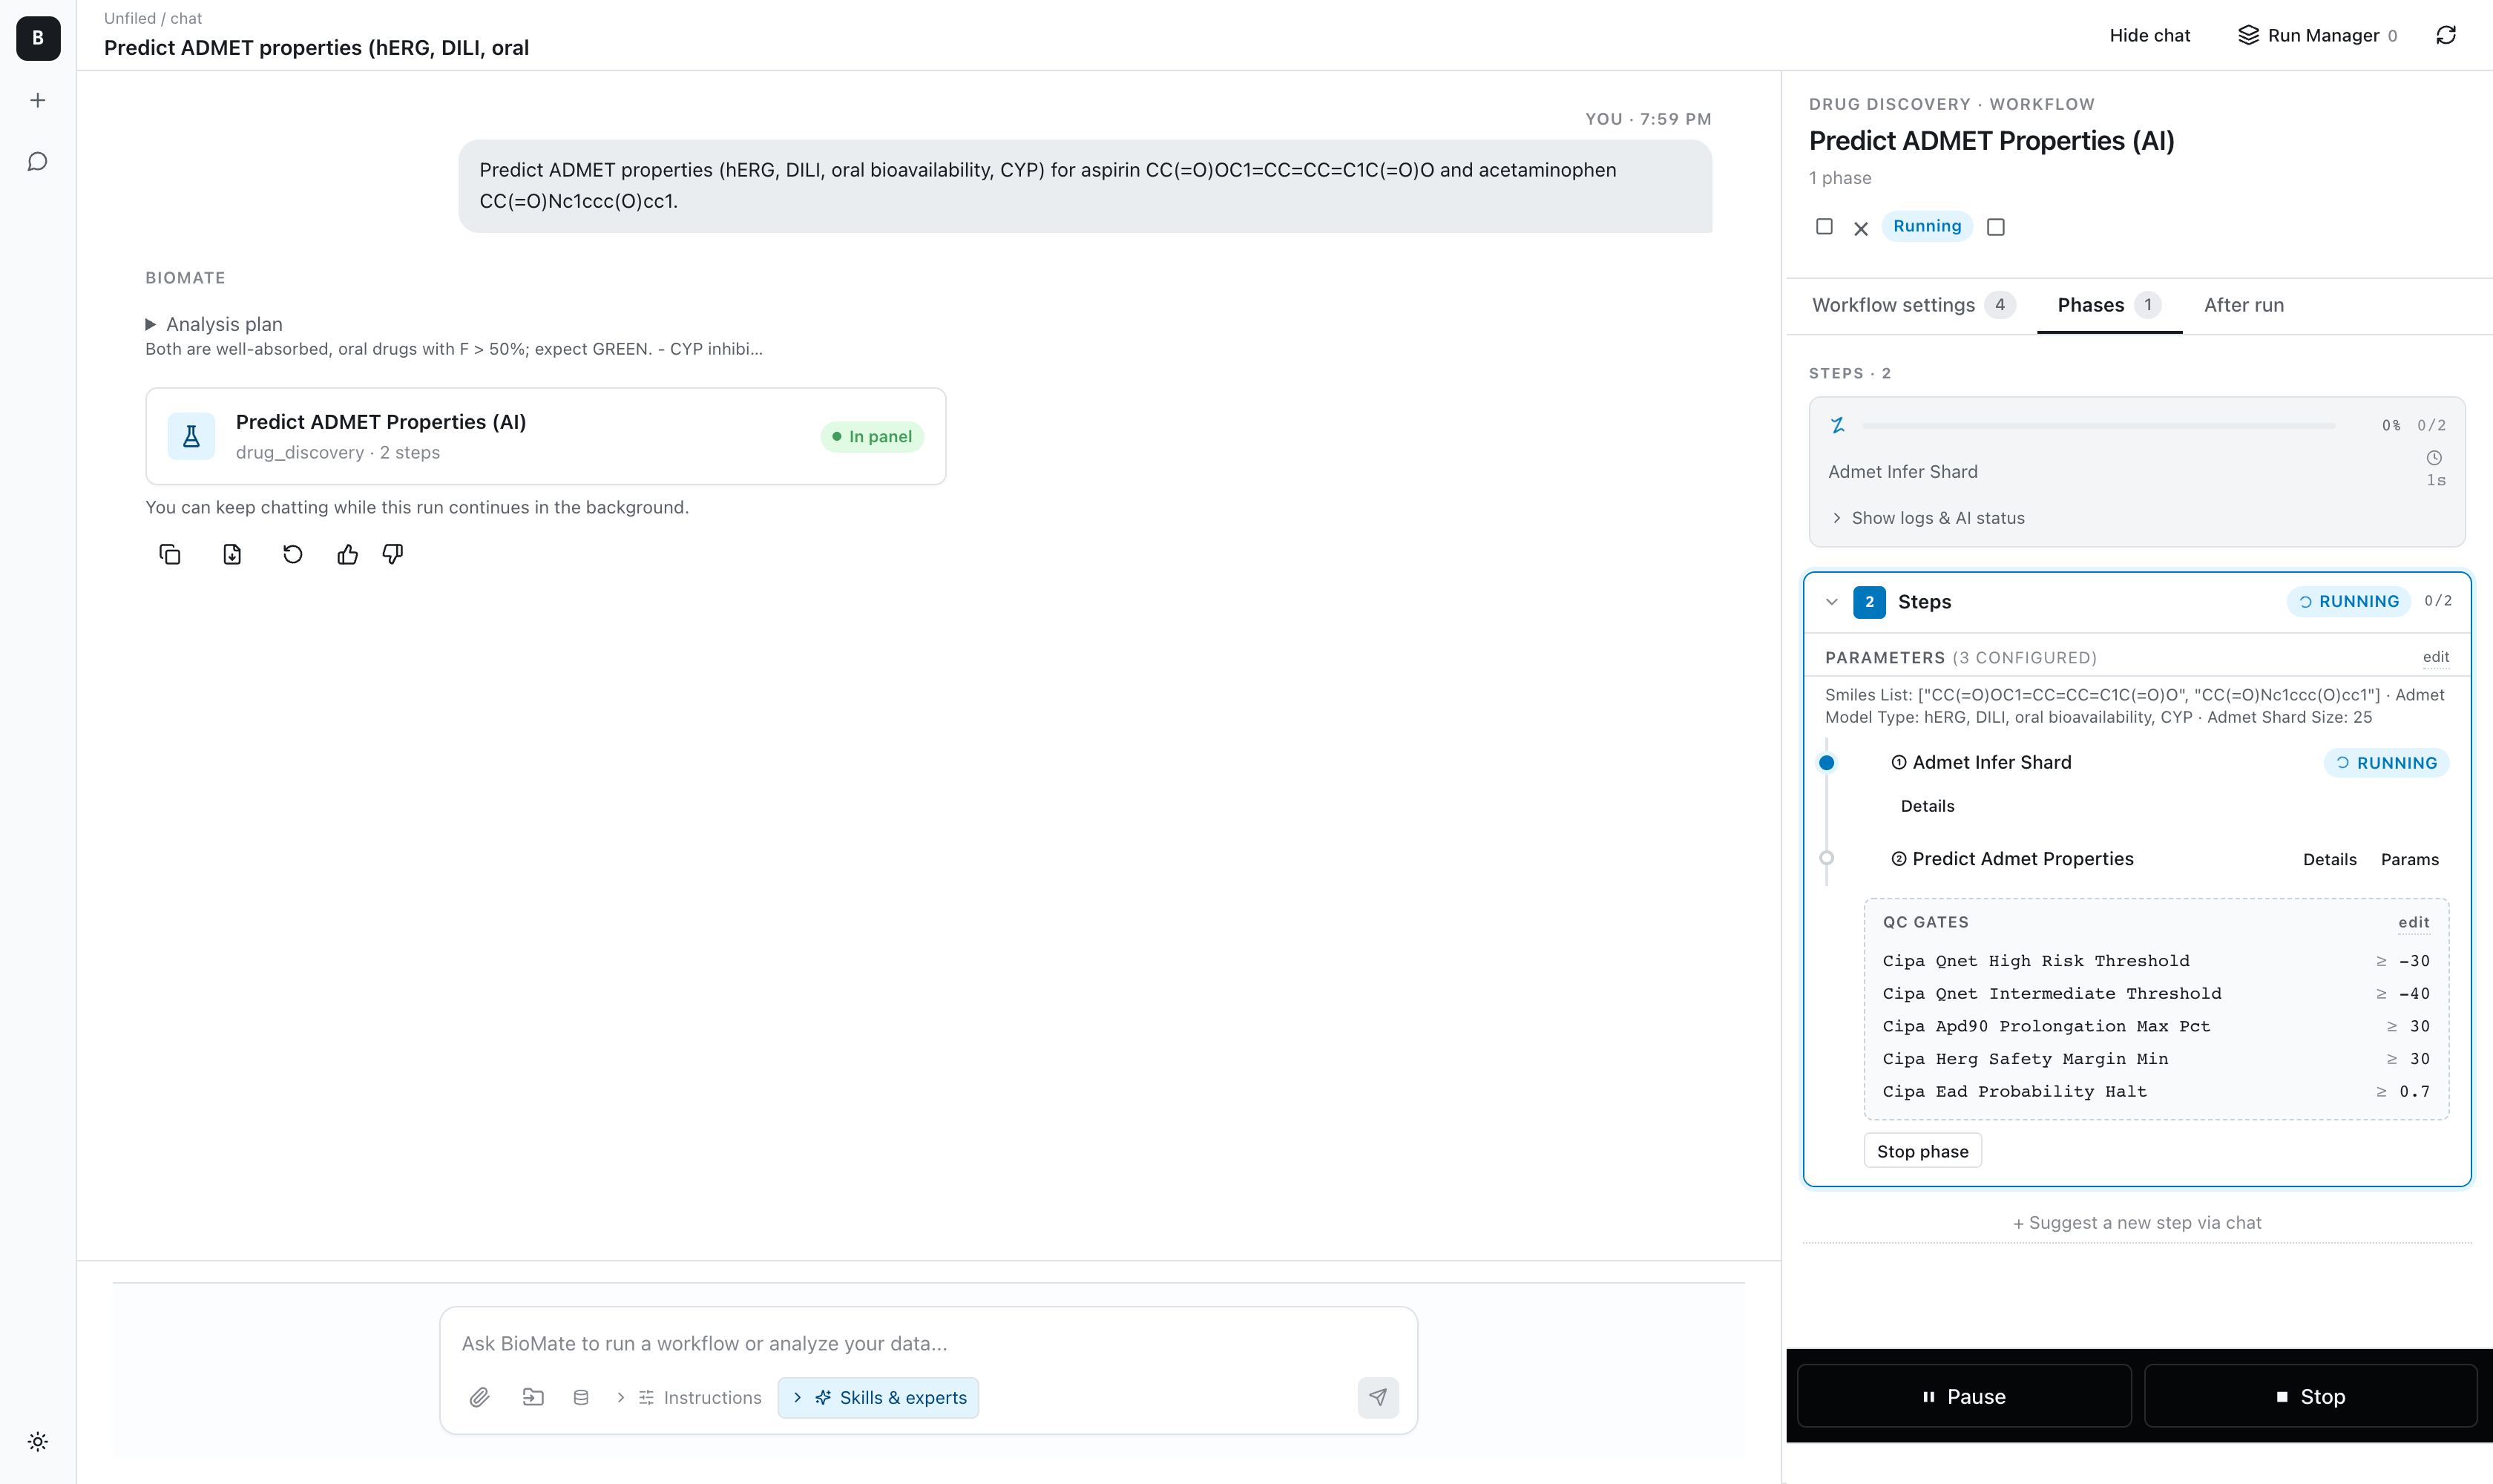 B
Unfiled / chat
Predict ADMET properties (hERG, DILI, oral
Hide chat
Run Manager 0
YOU · 7:59 PM
Predict ADMET properties (hERG, DILI, oral bioavailability, CYP) for aspirin CC(=O)OC1=CC=CC=C1C(=O)O and acetaminophen
CC(=O)Nc1ccc(O)cc1.
BIOMATE
Analysis plan
Both are well-absorbed, oral drugs with F > 50%; expect GREEN. - CYP inhibi...
Predict ADMET Properties (AI)
drug_discovery · 2 steps
In panel
You can keep chatting while this run continues in the background.
Ask BioMate to run a workflow or analyze your data...
Instructions
Skills & experts
DRUG DISCOVERY · WORKFLOW
Predict ADMET Properties (AI)
1 phase
Running
Workflow settings 4
Phases 1
After run
STEPS · 2
0% 0/2
Admet Infer Shard
1s
Show logs & AI status
2 Steps
RUNNING 0/2
PARAMETERS (3 CONFIGURED)
edit
Smiles List: ["CC(=O)OC1=CC=CC=C1C(=O)O", "CC(=O)Nc1ccc(O)cc1"] · Admet
Model Type: hERG, DILI, oral bioavailability, CYP · Admet Shard Size: 25
① Admet Infer Shard
RUNNING
Details
② Predict Admet Properties
Details Params
QC GATES
edit
Cipa Qnet High Risk Threshold ≥ -30
Cipa Qnet Intermediate Threshold ≥ -40
Cipa Apd90 Prolongation Max Pct ≥ 30
Cipa Herg Safety Margin Min ≥ 30
Cipa Ead Probability Halt ≥ 0.7
Stop phase
+ Suggest a new step via chat
Pause
Stop